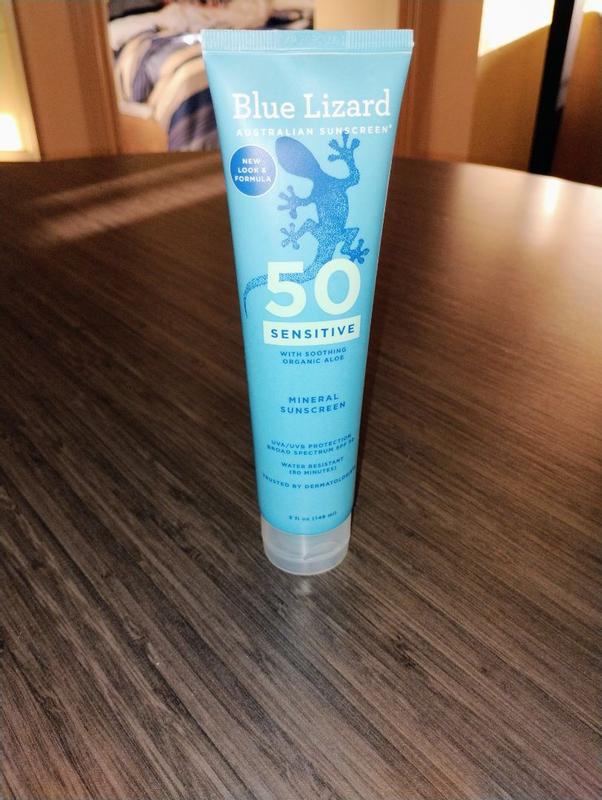 Blue Lizard
AUSTRALIAN SUNSCREEN®
NEW
LOOK &
FORMULA
50
SENSITIVE
WITH SOOTHING
ORGANIC ALOE
MINERAL
SUNSCREEN
UVA/UVB PROTECTION
BROAD SPECTRUM SPF 50
WATER RESISTANT
(80 MINUTES)
TRUSTED BY DERMATOLOGISTS
5 fl oz (148 mL)